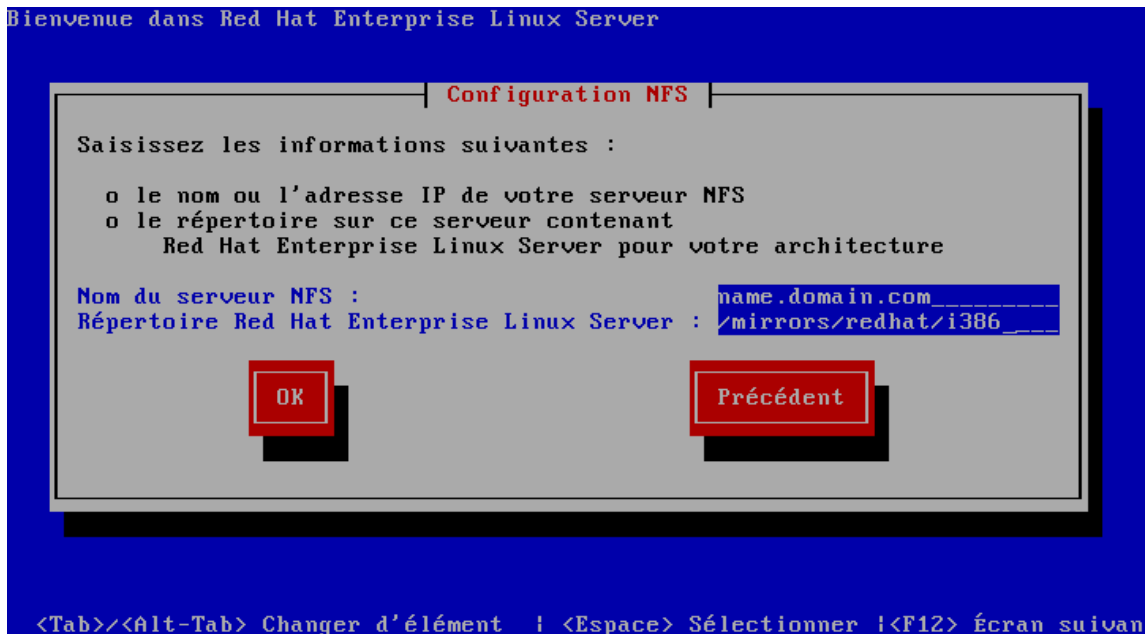 Bienvenue dans Red Hat Enterprise Linux Server
Configuration NFS
Saisissez les informations suivantes :
o le nom ou l'adresse IP de votre serveur NFS
o le répertoire sur ce serveur contenant
Red Hat Enterprise Linux Server pour votre architecture
Nom du serveur NFS : name.domain.com_________
Répertoire Red Hat Enterprise Linux Server : /mirrors/redhat/i386____
OK Précédent
<Tab>/<Alt-Tab> Changer d'élément | <Espace> Sélectionner |<F12> Écran suivan